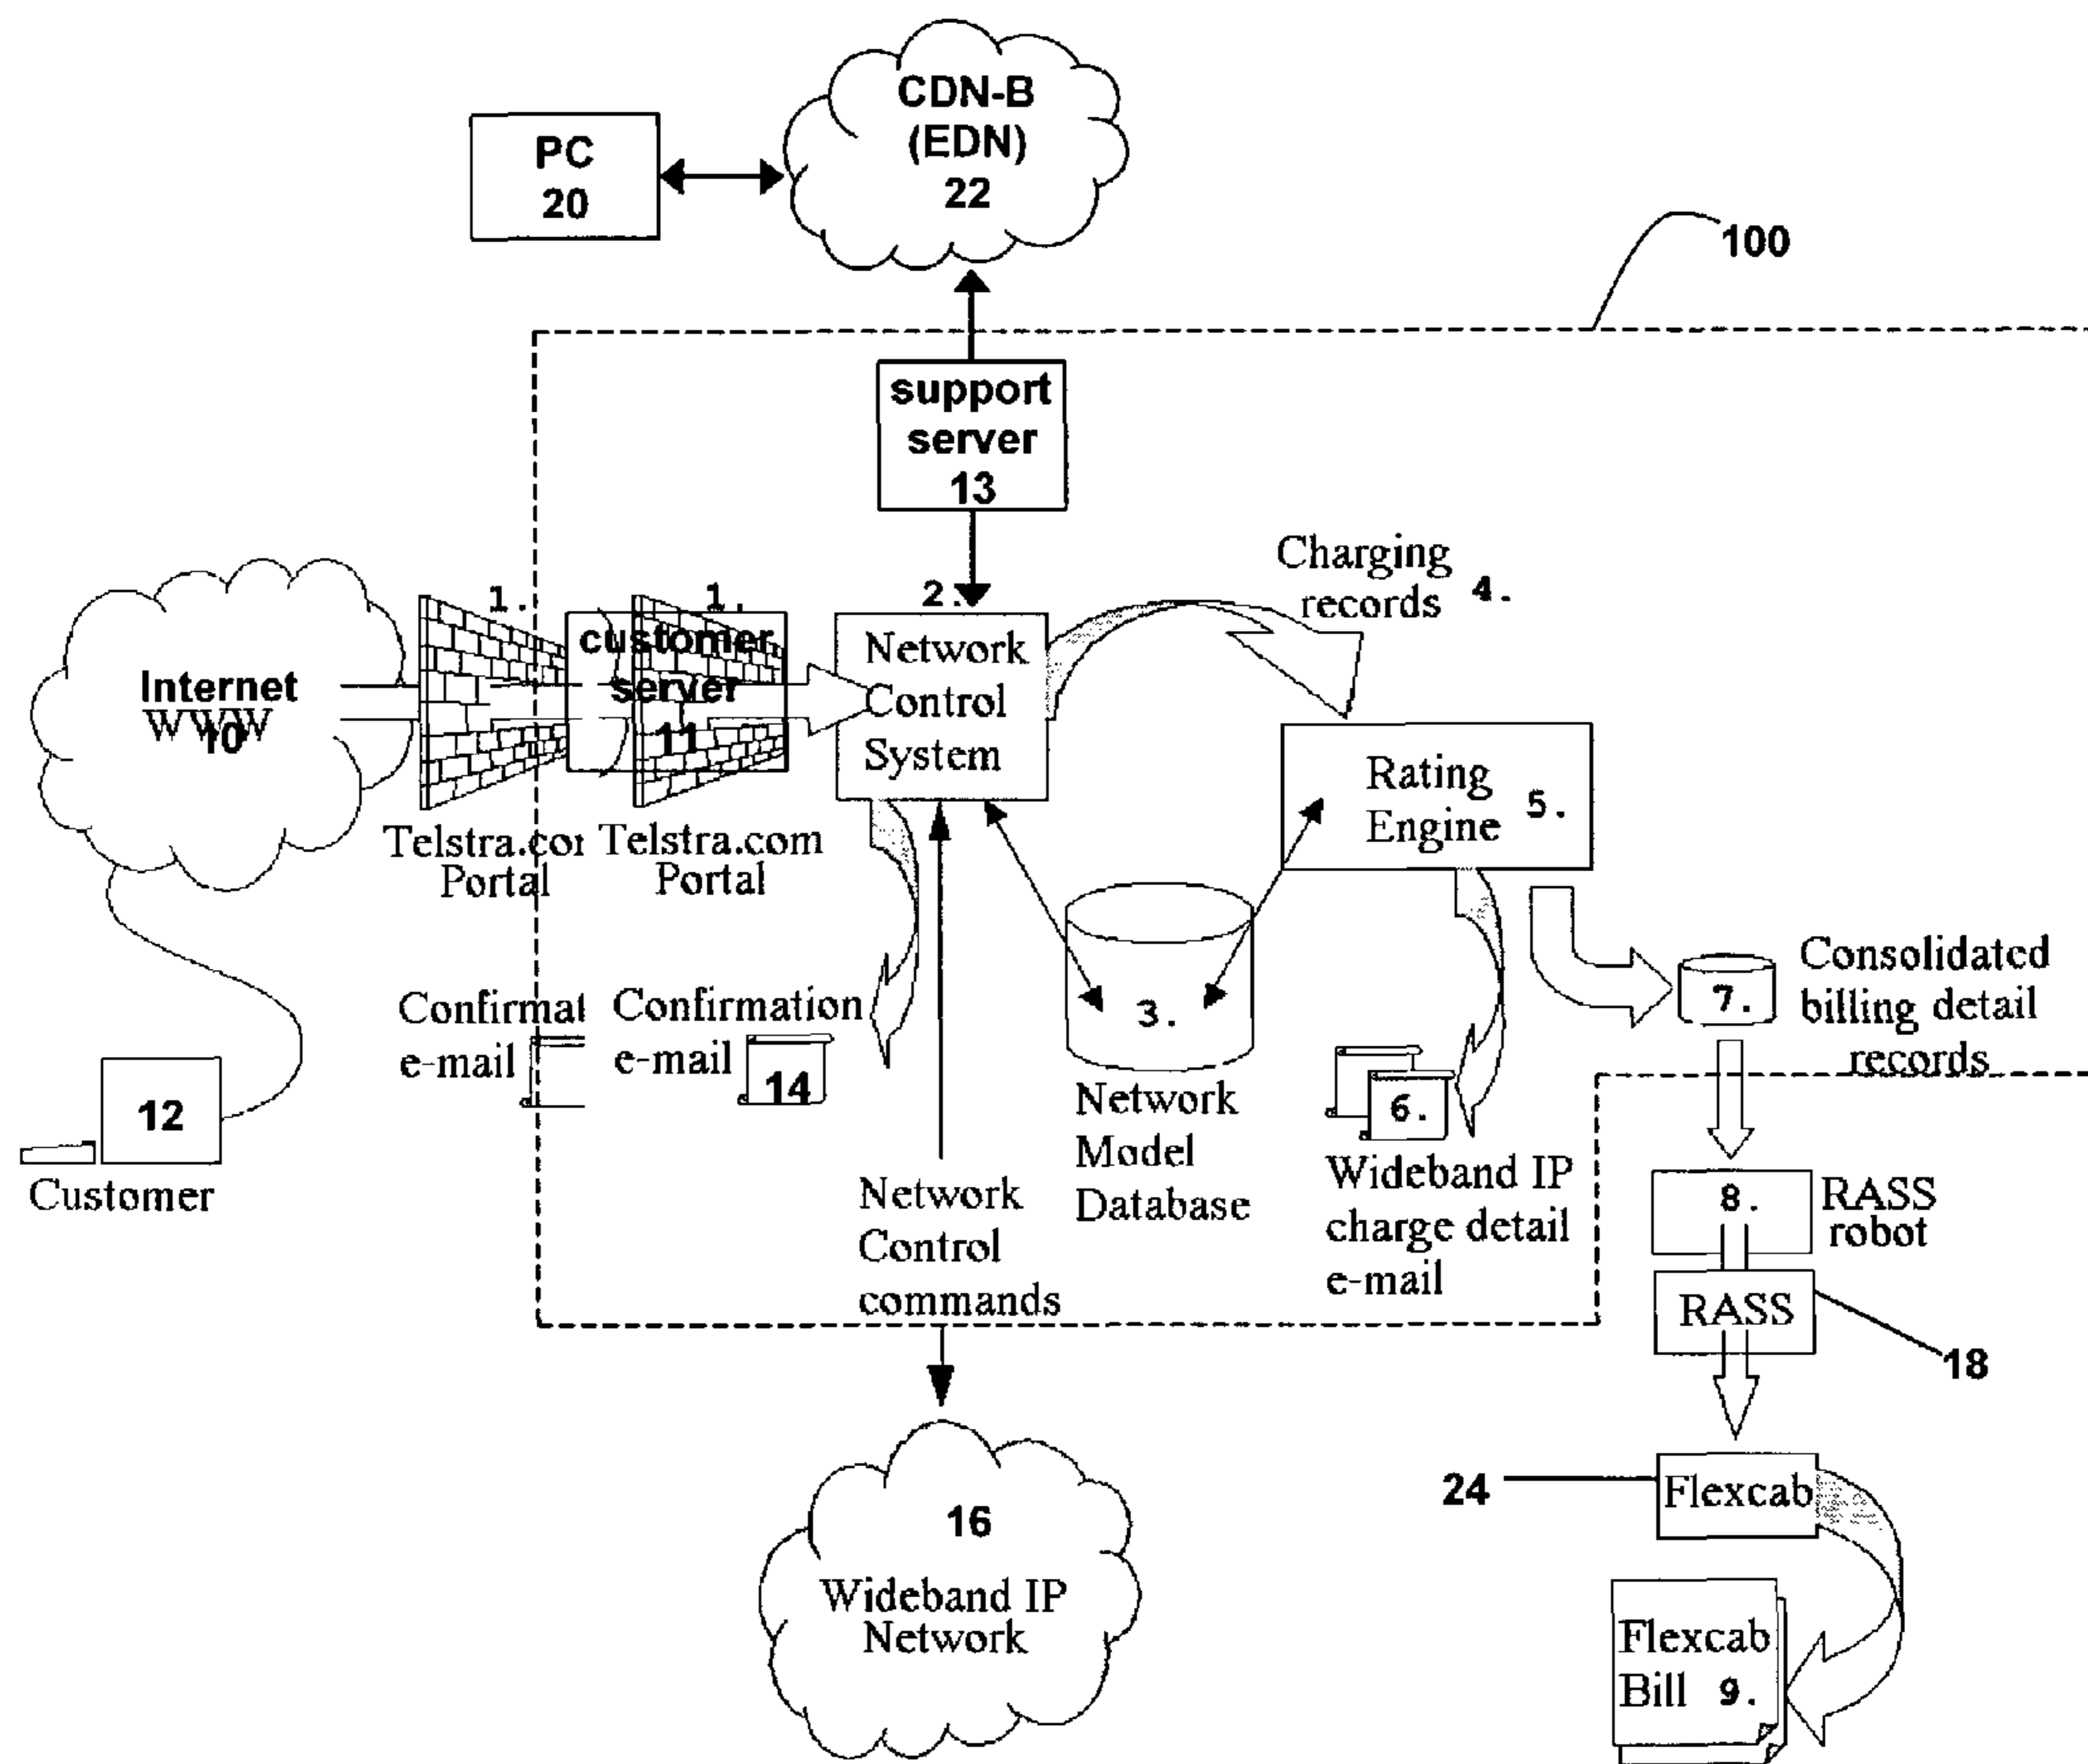 CDN-B
(EDN)
22
PC
20
100
support
server
13
Charging
records 4.
1.
1.
2.
customer
server
11
Internet
WWW
10
Network
Control
System
Rating
Engine 5.
Telstra.cor
Portal
Telstra.com
Portal
3.
7.
Consolidated
billing detail
records
Confirmat
e-mail
Confirmation
e-mail
14
12
Customer
Network
Model
Database
6.
Wideband IP
charge detail
e-mail
Network
Control
commands
8.
RASS
robot
RASS
18
24
Flexcab
16
Wideband IP
Network
Flexcab
Bill 9.